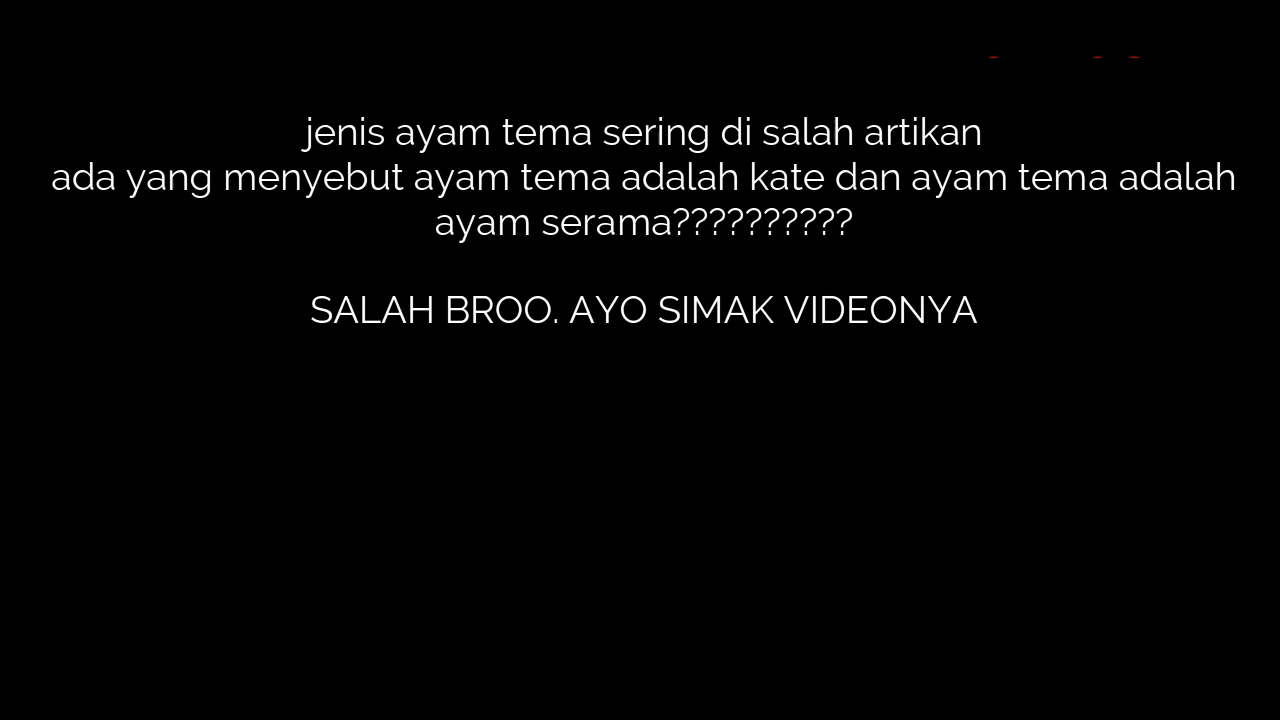 jenis ayam tema sering di salah artikan
ada yang menyebut ayam tema adalah kate dan ayam tema adalah
ayam serama??????????
SALAH BROO. AYO SIMAK VIDEONYA